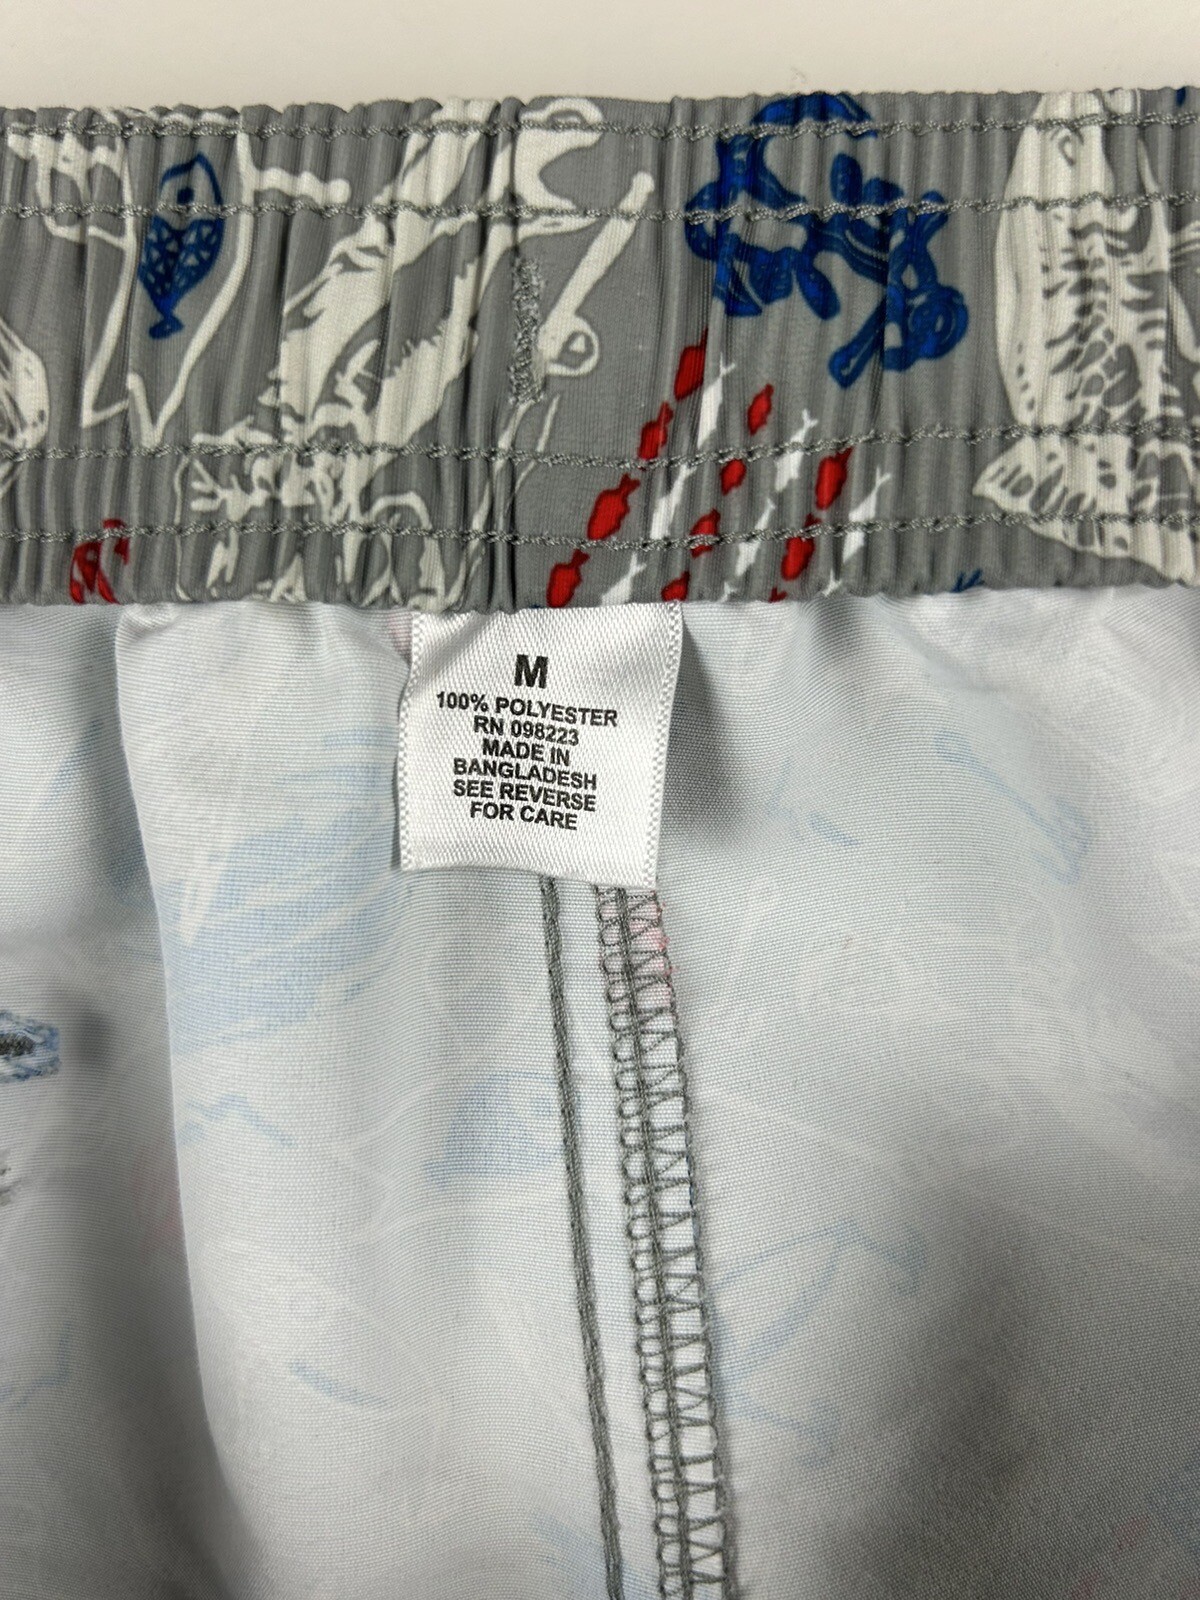 M
100% POLYESTER
RN 098223
MADE IN
BANGLADESH
SEE REVERSE
FOR CARE